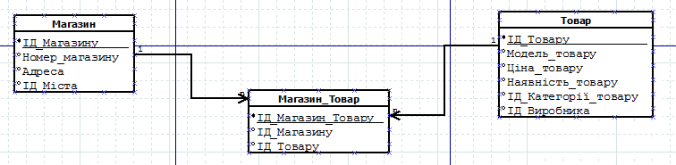 Магазин
ІД_Магазину
Номер_магазину
Адреса
ІД_Міста
1
Товар
ІД_Товару
Модель_товару
Ціна_товару
Наявність_товару
ІД_Категорії_товару
ІД_Виробника
1
Магазин_Товар
ІД_Магазин_Товару
ІД_Магазину
ІД_Товару